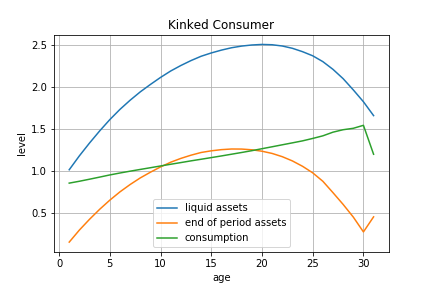 Kinked Consumer
level
2.5
2.0
1.5
1.0
0.5
liquid assets
end of period assets
consumption
0 5 10 15 20 25 30
age